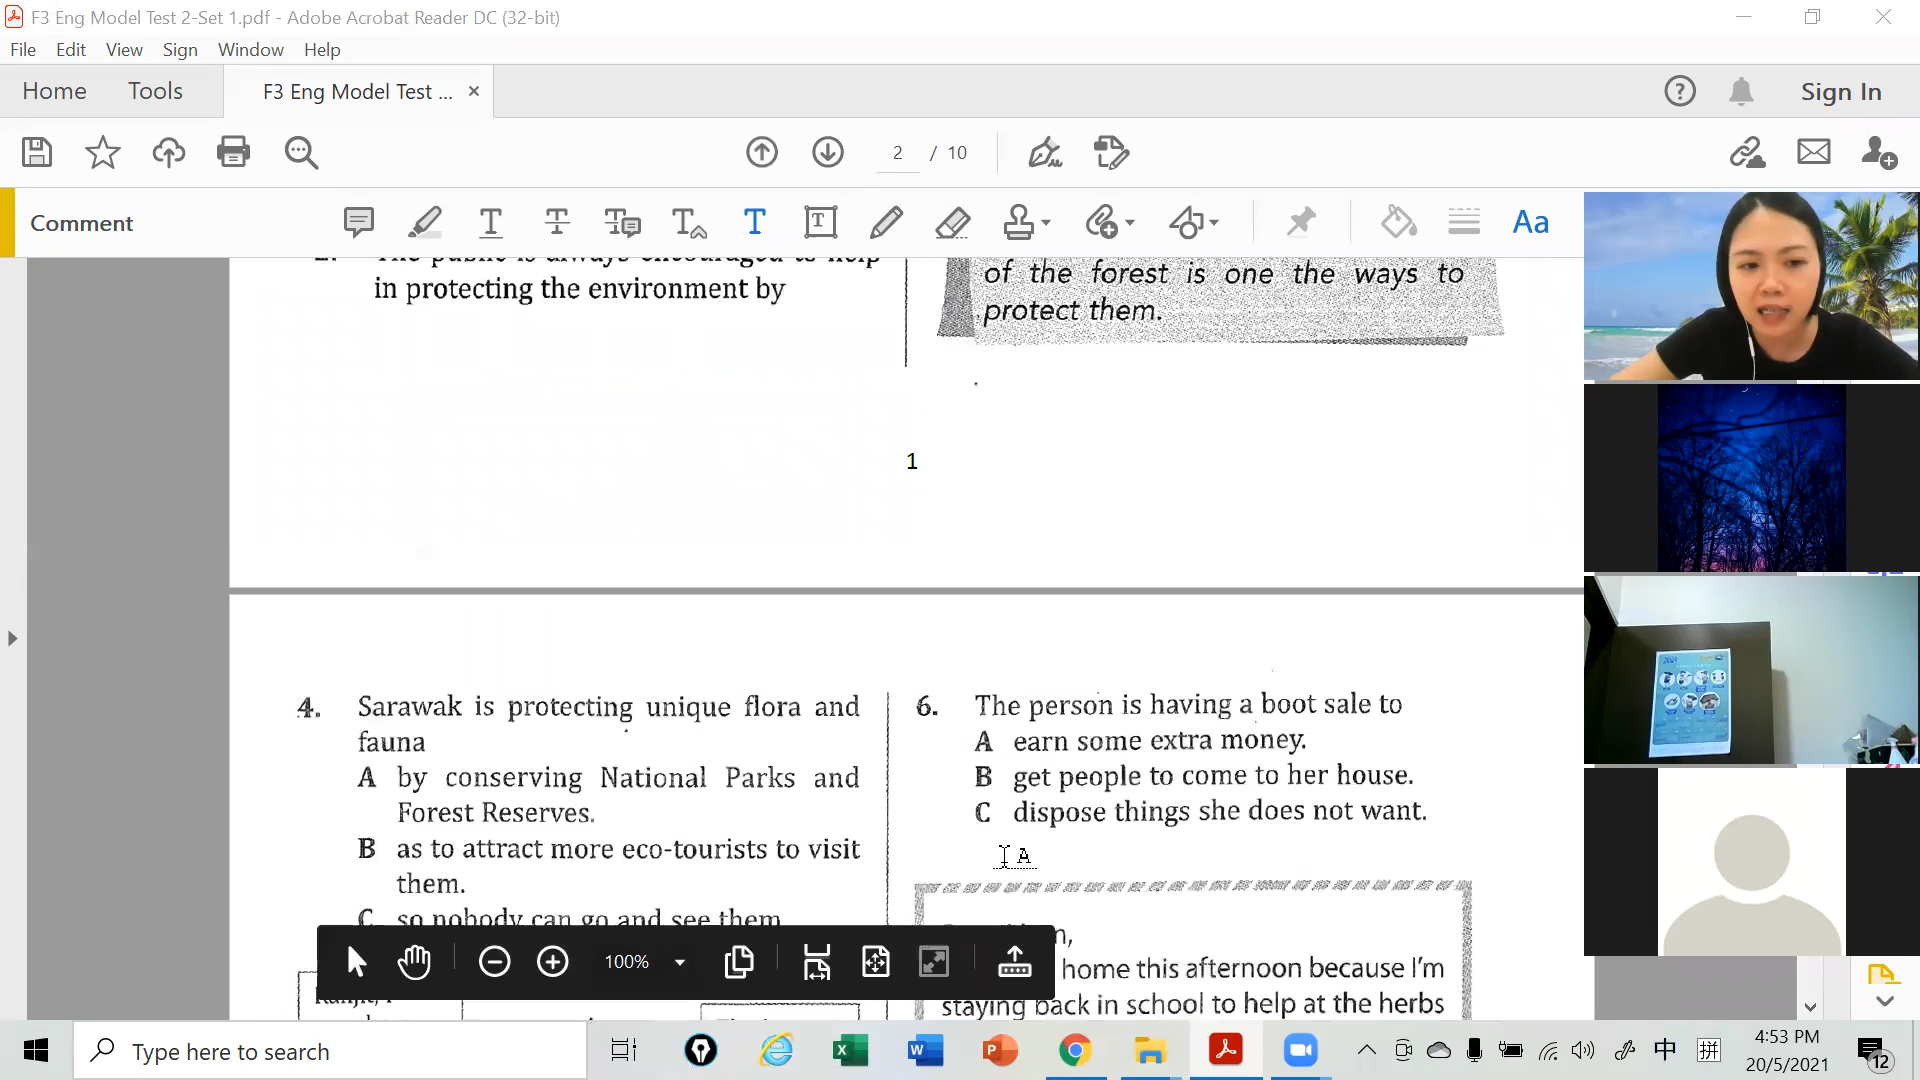 F3 Eng Model Test 2-Set 1.pdf - Adobe Acrobat Reader DC (32-bit)
File Edit View Sign Window Help
Home Tools F3 Eng Model Test ... × Sign In
2 / 10
Comment
Aa
in protecting the environment by
of the forest is one the ways to
protect them.
1
4. Sarawak is protecting unique flora and
fauna
A by conserving National Parks and
Forest Reserves.
B as to attract more eco-tourists to visit
them.
C so nobody can go and see them
6. The person is having a boot sale to
A earn some extra money.
B get people to come to her house.
C dispose things she does not want.
A
home this afternoon because I'm
staying back in school to help at the herbs
100%
2021
Type here to search
中
拼
4:53 PM
20/5/2021
12